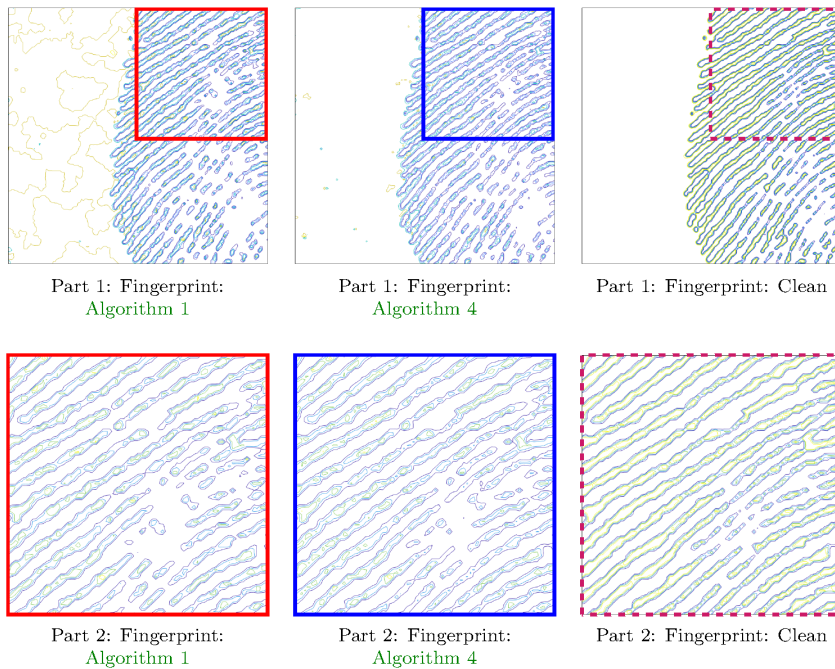 Part 1: Fingerprint:
Algorithm 1
Part 1: Fingerprint:
Algorithm 4
Part 1: Fingerprint: Clean
Part 2: Fingerprint:
Algorithm 1
Part 2: Fingerprint:
Algorithm 4
Part 2: Fingerprint: Clean